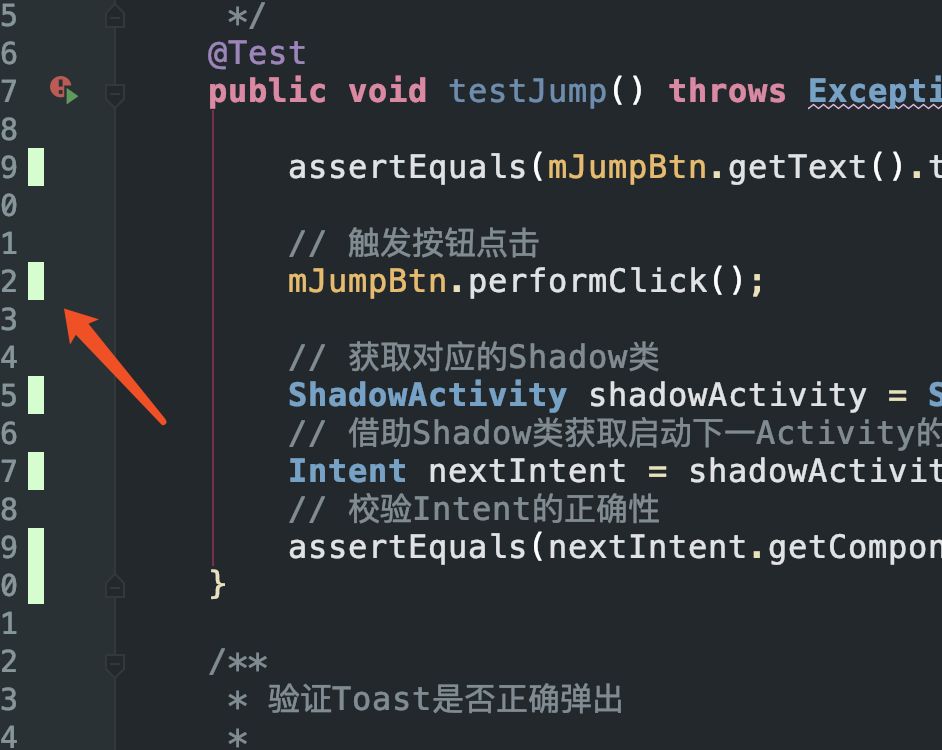 5 */
6 @Test
7 public void testJump() throws Excepti
8
9 assertEquals(mJumpBtn.getText().t
0
1 // 触发按钮点击
2 mJumpBtn.performClick();
3
4 // 获取对应的Shadow类
5 ShadowActivity shadowActivity = S
6 // 借助Shadow类获取启动下一Activity的
7 Intent nextIntent = shadowActivit
8 // 校验Intent的正确性
9 assertEquals(nextIntent.getCompon
0 }
1
2 /**
3 * 验证Toast是否正确弹出
4 *